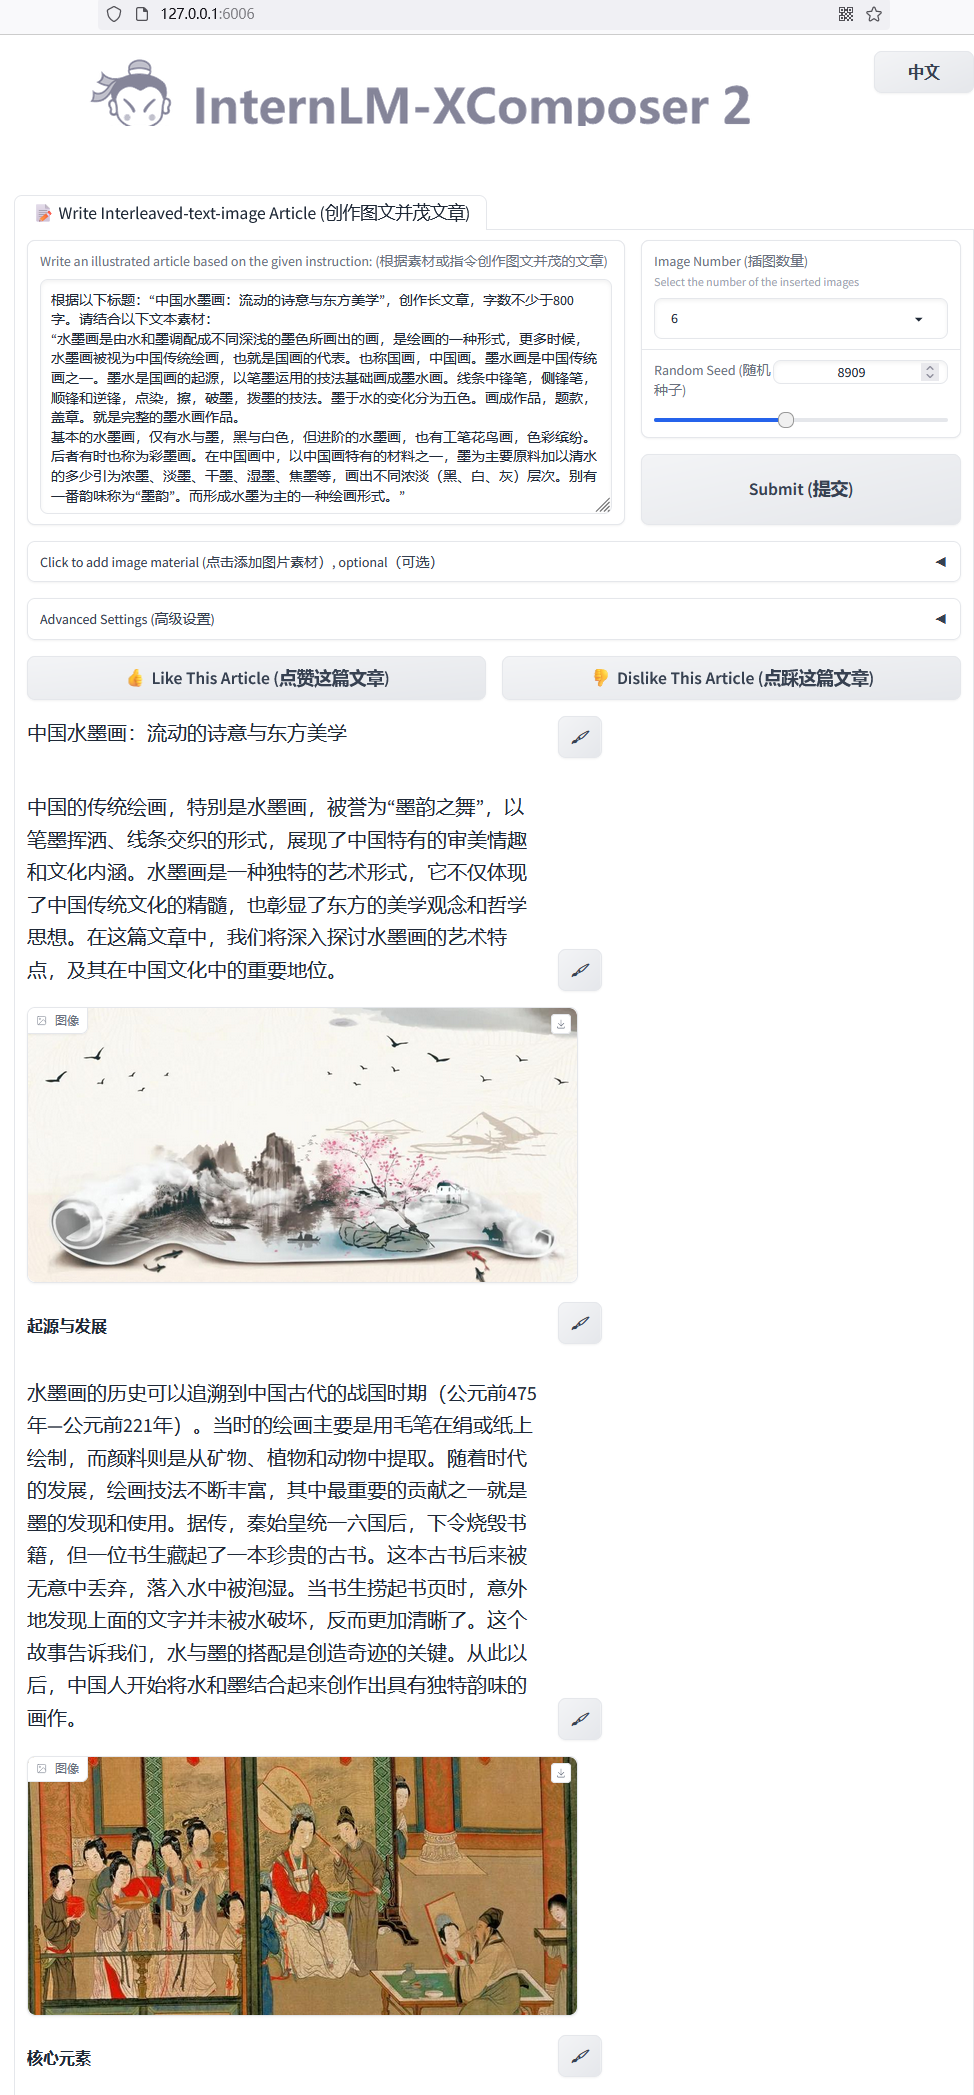 127.0.0.1:6006
InternLM-XComposer 2
中文
Write Interleaved-text-image Article (创作图文并茂文章)
Write an illustrated article based on the given instruction: (根据素材或指令创作图文并茂的文章)
根据以下标题：“中国水墨画：流动的诗意与东方美学”，创作长文章，字数不少于800
字。请结合以下文本素材：
“水墨画是由水和墨调配成不同深浅的墨色所画出的画，是绘画的一种形式，更多时候，
水墨画被视为中国传统绘画，也就是国画的代表。也称国画，中国画。墨水画是中国传统
画之一。墨水是国画的起源，以笔墨运用的技法基础画成墨水画。线条中锋笔，侧锋笔，
顺锋和逆锋，点染，擦，破墨，拨墨的技法。墨于水的变化分为五色。画成作品，题款，
盖章。就是完整的墨水画作品。
基本的水墨画，仅有水与墨，黑与白色，但进阶的水墨画，也有工笔花鸟画，色彩缤纷。
后者有时也称为彩墨画。在中国画中，以中国画特有的材料之一，墨为主要原料加以清水
的多少引为浓墨、淡墨、干墨、湿墨、焦墨等，画出不同浓淡（黑、白、灰）层次。别有
一番韵味称为“墨韵”。而形成水墨为主的一种绘画形式。”
Image Number (插图数量)
Select the number of the inserted images
6
Random Seed (随机
种子)
8909
Submit (提交)
Click to add image material (点击添加图片素材）, optional（可选）
Advanced Settings (高级设置)
Like This Article (点赞这篇文章)
Dislike This Article (点踩这篇文章)
中国水墨画：流动的诗意与东方美学
中国的传统绘画，特别是水墨画，被誉为“墨韵之舞”，以
笔墨挥洒、线条交织的形式，展现了中国特有的审美情趣
和文化内涵。水墨画是一种独特的艺术形式，它不仅体现
了中国传统文化的精髓，也彰显了东方的美学观念和哲学
思想。在这篇文章中，我们将深入探讨水墨画的艺术特
点，及其在中国文化中的重要地位。
图像
起源与发展
水墨画的历史可以追溯到中国古代的战国时期（公元前475
年—公元前221年）。当时的绘画主要是用毛笔在绢或纸上
绘制，而颜料则是从矿物、植物和动物中提取。随着时代
的发展，绘画技法不断丰富，其中最重要的贡献之一就是
墨的发现和使用。据传，秦始皇统一六国后，下令烧毁书
籍，但一位书生藏起了一本珍贵的古书。这本古书后来被
无意中丢弃，落入水中被泡湿。当书生捞起书页时，意外
地发现上面的文字并未被水破坏，反而更加清晰了。这个
故事告诉我们，水与墨的搭配是创造奇迹的关键。从此以
后，中国人开始将水和墨结合起来创作出具有独特韵味的
画作。
图像
核心元素